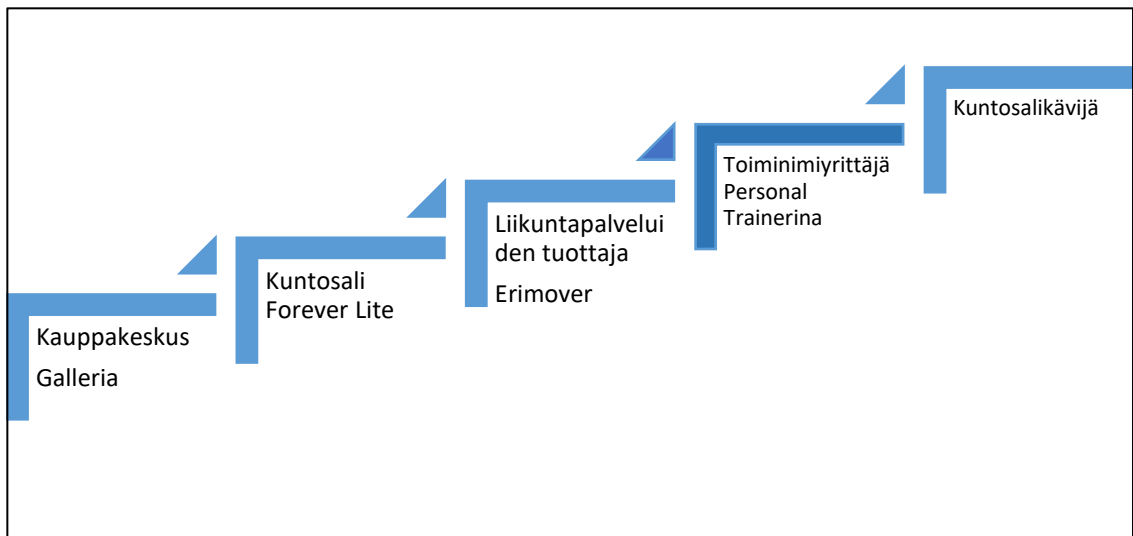 Kauppakeskus
Galleria
Kuntosali
Forever Lite
Liikuntapalvelui
den tuottaja
Erimover
Toiminimiyrittäjä
Personal
Trainerina
Kuntosalikävijä